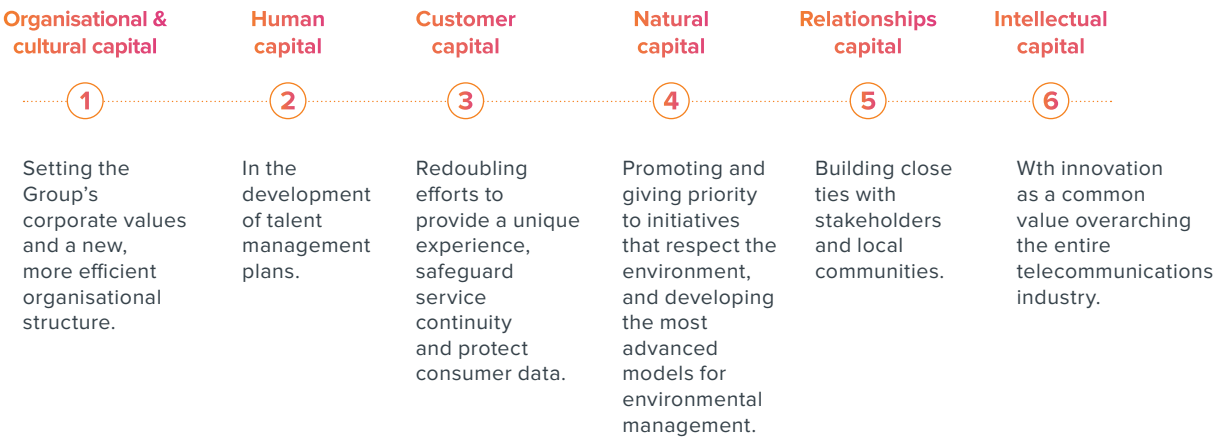 Organisational &
cultural capital
1
Setting the
Group's
corporate values
and a new,
more efficient
organisational
structure.
Human
capital
2
In the
development
of talent
management
plans.
Customer
capital
3
Redoubling
efforts to
provide a unique
experience,
safeguard
service
continuity
and protect
consumer data.
Natural
capital
4
Promoting and
giving priority
to initiatives
that respect the
environment,
and developing
the most
advanced
models for
environmental
management.
Relationships
capital
5
Building close
ties with
stakeholders
and local
communities.
Intellectual
capital
6
Wth innovation
as a common
value overarching
the entire
telecommunications
industry.